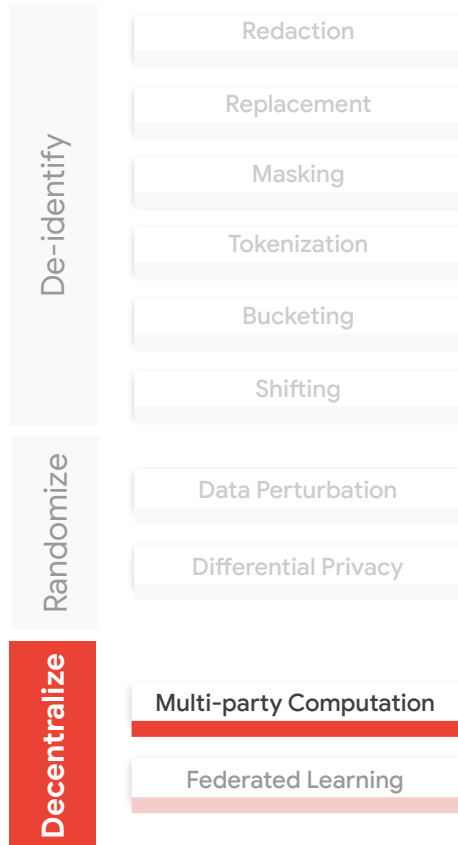 De-identify
Redaction
Replacement
Masking
Tokenization
Bucketing
Shifting
Randomize
Data Perturbation
Differential Privacy
Decentralize
Multi-party Computation
Federated Learning